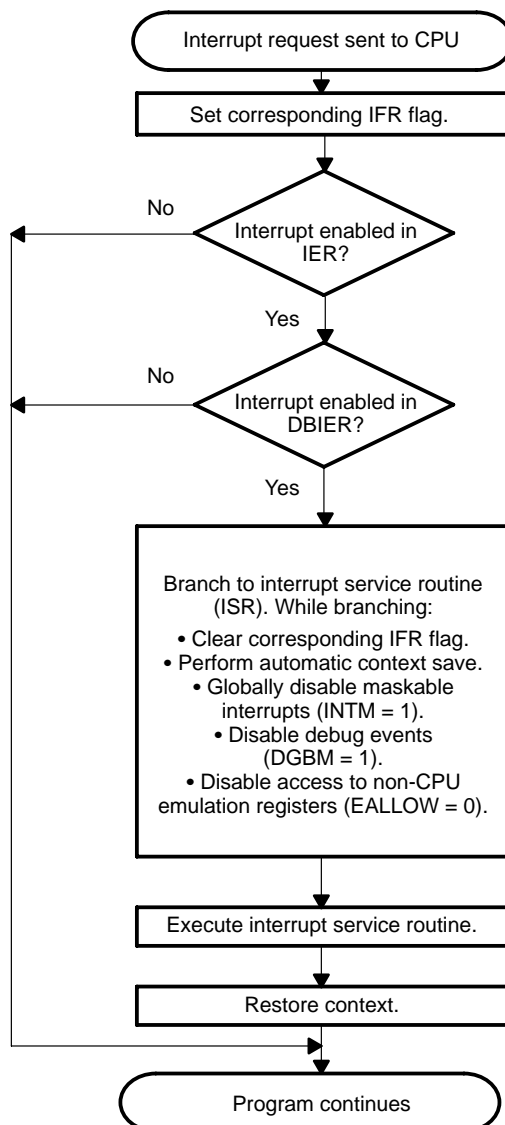 Interrupt request sent to CPU
Set corresponding IFR flag.
No
Interrupt enabled in
IER?
Yes
No
Interrupt enabled in
DBIER?
Yes
Branch to interrupt service routine
(ISR). While branching:
• Clear corresponding IFR flag.
• Perform automatic context save.
• Globally disable maskable
interrupts (INTM = 1).
• Disable debug events
(DGBM = 1).
• Disable access to non-CPU
emulation registers (EALLOW = 0).
Execute interrupt service routine.
Restore context.
Program continues